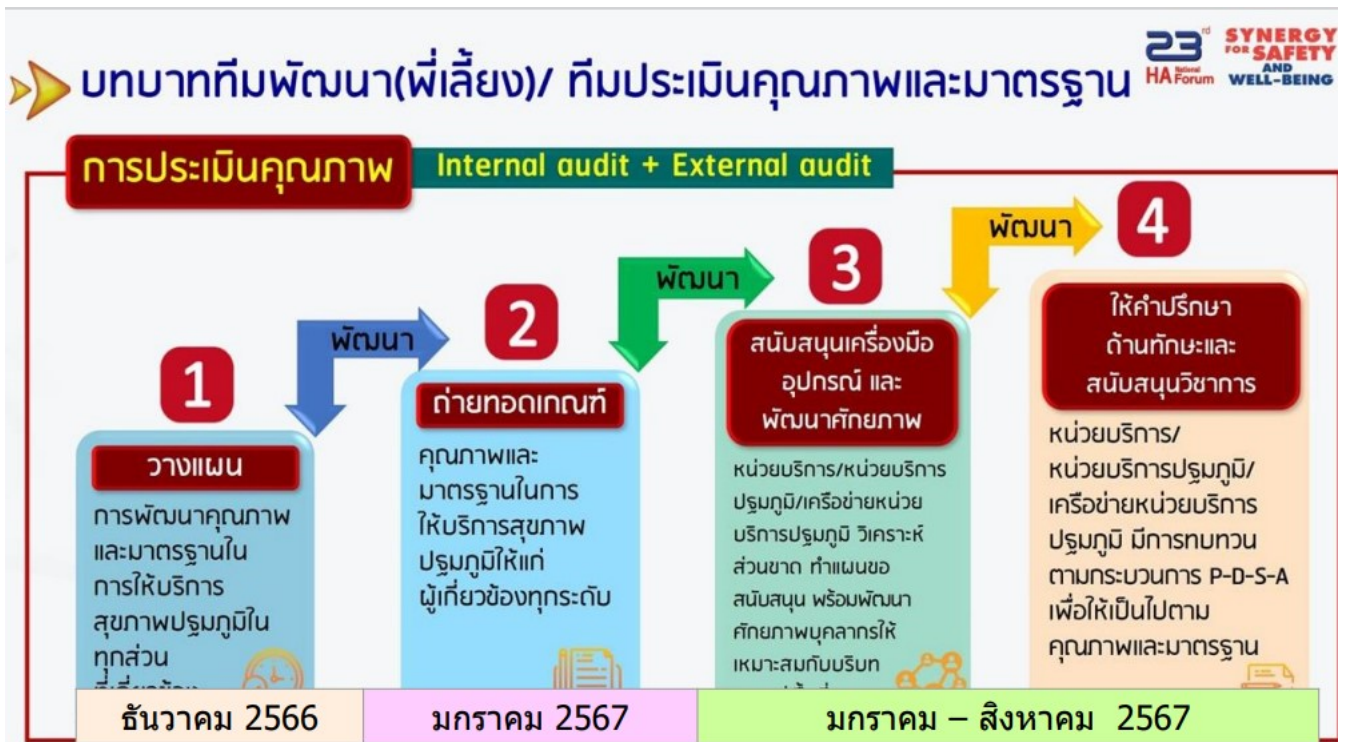 บทบาททีมพัฒนา(พี่เลี้ยง)/ ทีมประเมินคุณภาพและมาตรฐาน
23rd
National
HA Forum
SYNERGY
FOR SAFETY
AND
WELL-BEING
การประเมินคุณภาพ
Internal audit + External audit
1
วางแผน
การพัฒนาคุณภาพ
และมาตรฐานใน
การให้บริการ
สุขภาพปฐมภูมิใน
ทุกส่วน
ที่เกี่ยวข้อง
พัฒนา
2
ถ่ายทอดเกณฑ์
คุณภาพและ
มาตรฐานในการ
ให้บริการสุขภาพ
ปฐมภูมิให้แก่
ผู้เกี่ยวข้องทุกระดับ
พัฒนา
3
สนับสนุนเครื่องมือ
อุปกรณ์ และ
พัฒนาศักยภาพ
หน่วยบริการ/หน่วยบริการ
ปฐมภูมิ/เครือข่ายหน่วย
บริการปฐมภูมิ วิเคราะห์
ส่วนขาด ทำแผนขอ
สนับสนุน พร้อมพัฒนา
ศักยภาพบุคลากรให้
เหมาะสมกับบริบท
พัฒนา
4
ให้คำปรึกษา
ด้านทักษะและ
สนับสนุนวิชาการ
หน่วยบริการ/
หน่วยบริการปฐมภูมิ/
เครือข่ายหน่วยบริการ
ปฐมภูมิ มีการทบทวน
ตามกระบวนการ P-D-S-A
เพื่อให้เป็นไปตาม
คุณภาพและมาตรฐาน
ธันวาคม 2566
มกราคม 2567
มกราคม – สิงหาคม 2567